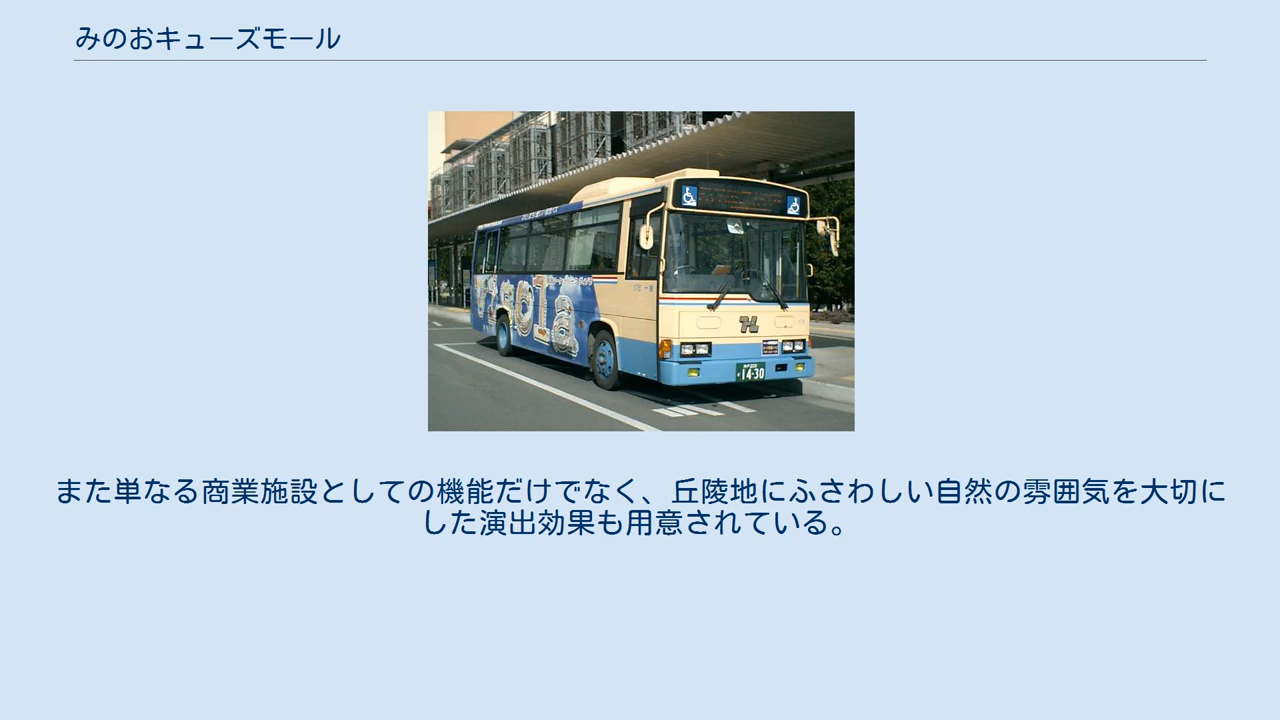 みのおキューズモール
Visola
14-30
また単なる商業施設としての機能だけでなく、丘陵地にふさわしい自然の雰囲気を大切に
した演出効果も用意されている。